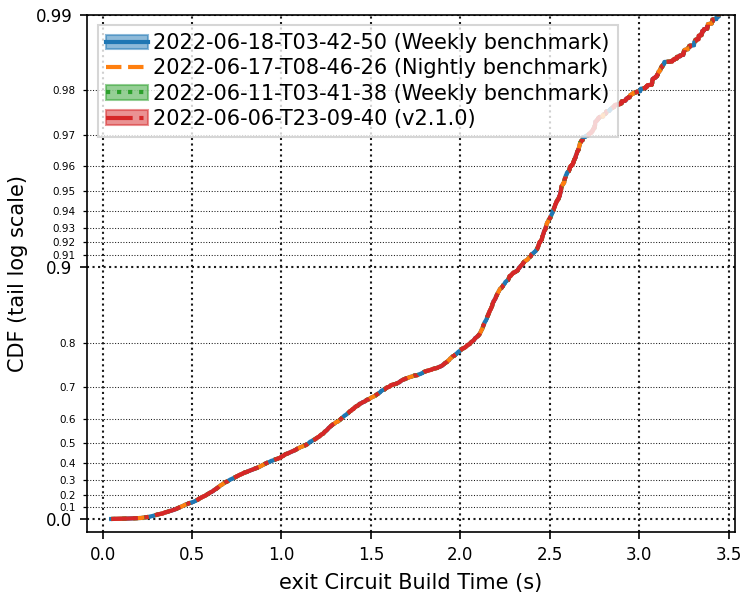 0.99
2022-06-18-T03-42-50 (Weekly benchmark)
2022-06-17-T08-46-26 (Nightly benchmark)
2022-06-11-T03-41-38 (Weekly benchmark)
2022-06-06-T23-09-40 (v2.1.0)
0.98
0.97
0.96
0.95
0.94
0.93
0.92
0.91
0.9
0.8
0.7
0.6
0.5
0.4
0.3
0.2
0.1
0.0
CDF (tail log scale)
0.0 0.5 1.0 1.5 2.0 2.5 3.0 3.5
exit Circuit Build Time (s)